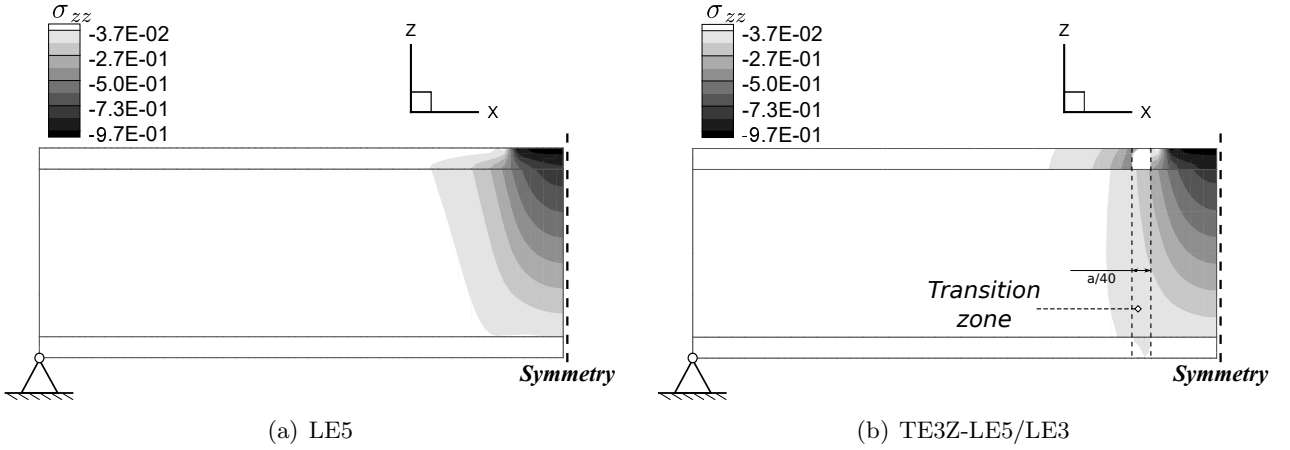 σzz
-3.7E-02
-2.7E-01
-5.0E-01
-7.3E-01
-9.7E-01
Z
X
Symmetry
(a) LE5
σzz
-3.7E-02
-2.7E-01
-5.0E-01
-7.3E-01
-9.7E-01
Z
X
a/40
Transition
zone
Symmetry
(b) TE3Z-LE5/LE3